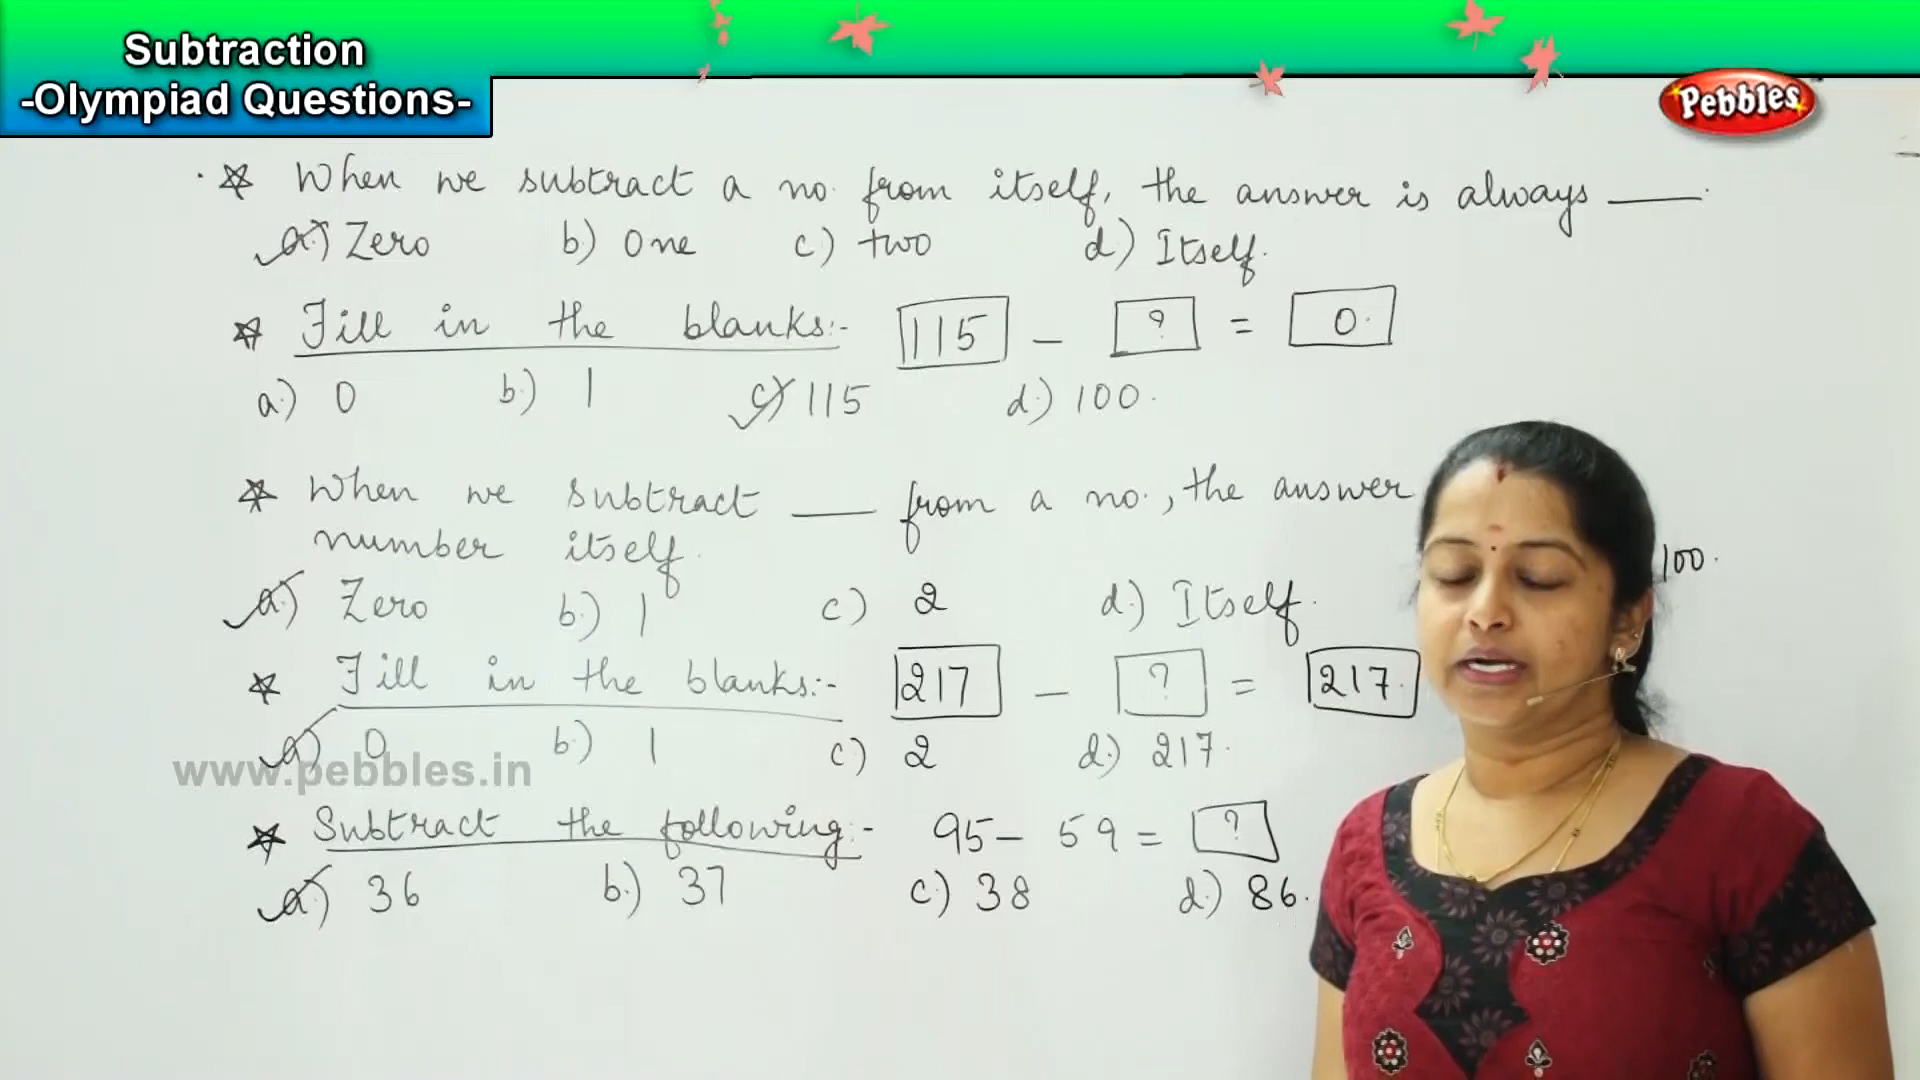 Subtraction
-Olympiad Questions-
Pebbles
When we subtract a no. from itself, the answer is always ___.
a.) Zero b.) One c.) two d.) Itself.
Fill in the blanks:- 115 - ? = 0.
a.) 0 b.) 1 c.) 115 d.) 100.
When we subtract ___ from a no., the answer
number itself.
100.
a.) Zero b.) 1 c.) 2 d.) Itself.
Fill in the blanks:- 217 - ? = 217.
a.) 0 b.) 1 c.) 2 d.) 217.
www.pebbles.in
Subtract the following:- 95 - 59 = ?
a.) 36 b.) 37 c.) 38 d.) 86.